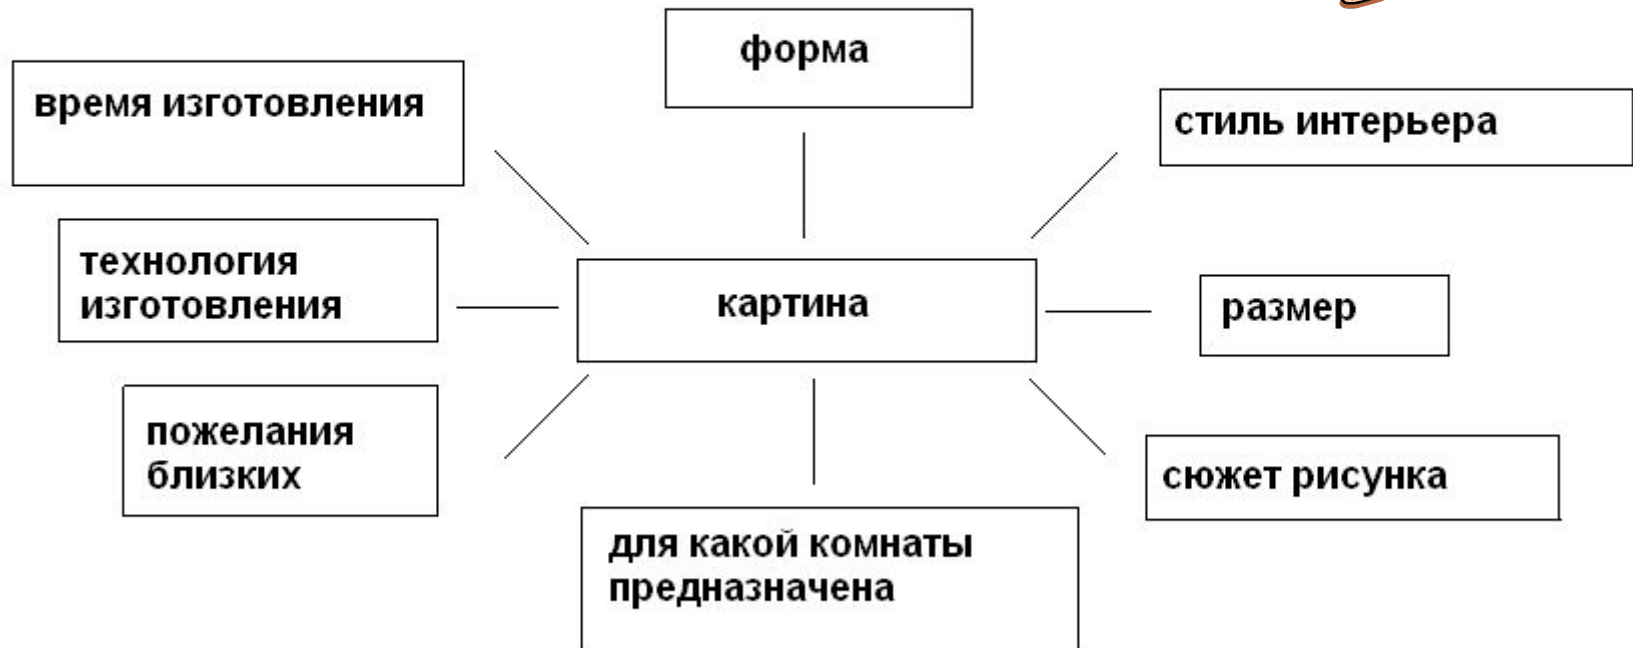 форма
время изготовления
стиль интерьера
технология
изготовления
картина
размер
пожелания
близких
сюжет рисунка
для какой комнаты
предназначена